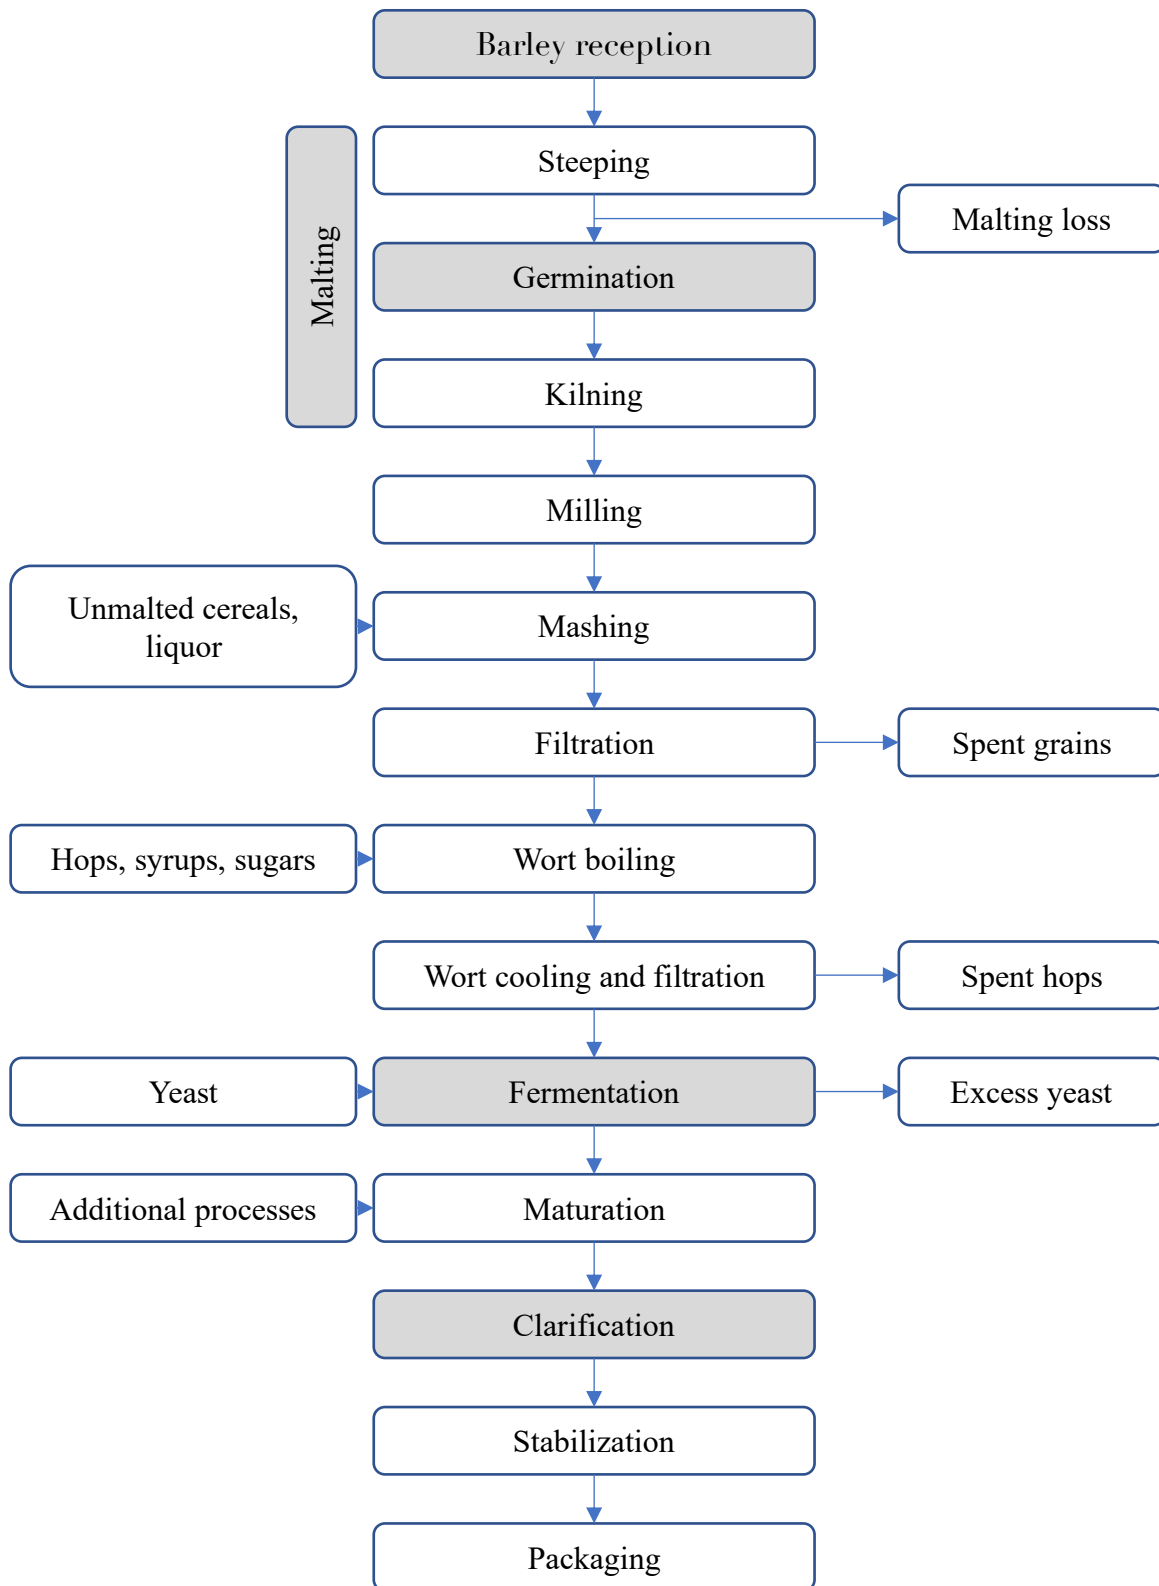 Barley reception
Steeping
Malting loss
Malting
Germination
Kilning
Milling
Unmalted cereals,
liquor
Mashing
Filtration
Spent grains
Hops, syrups, sugars
Wort boiling
Wort cooling and filtration
Spent hops
Yeast
Fermentation
Excess yeast
Additional processes
Maturation
Clarification
Stabilization
Packaging